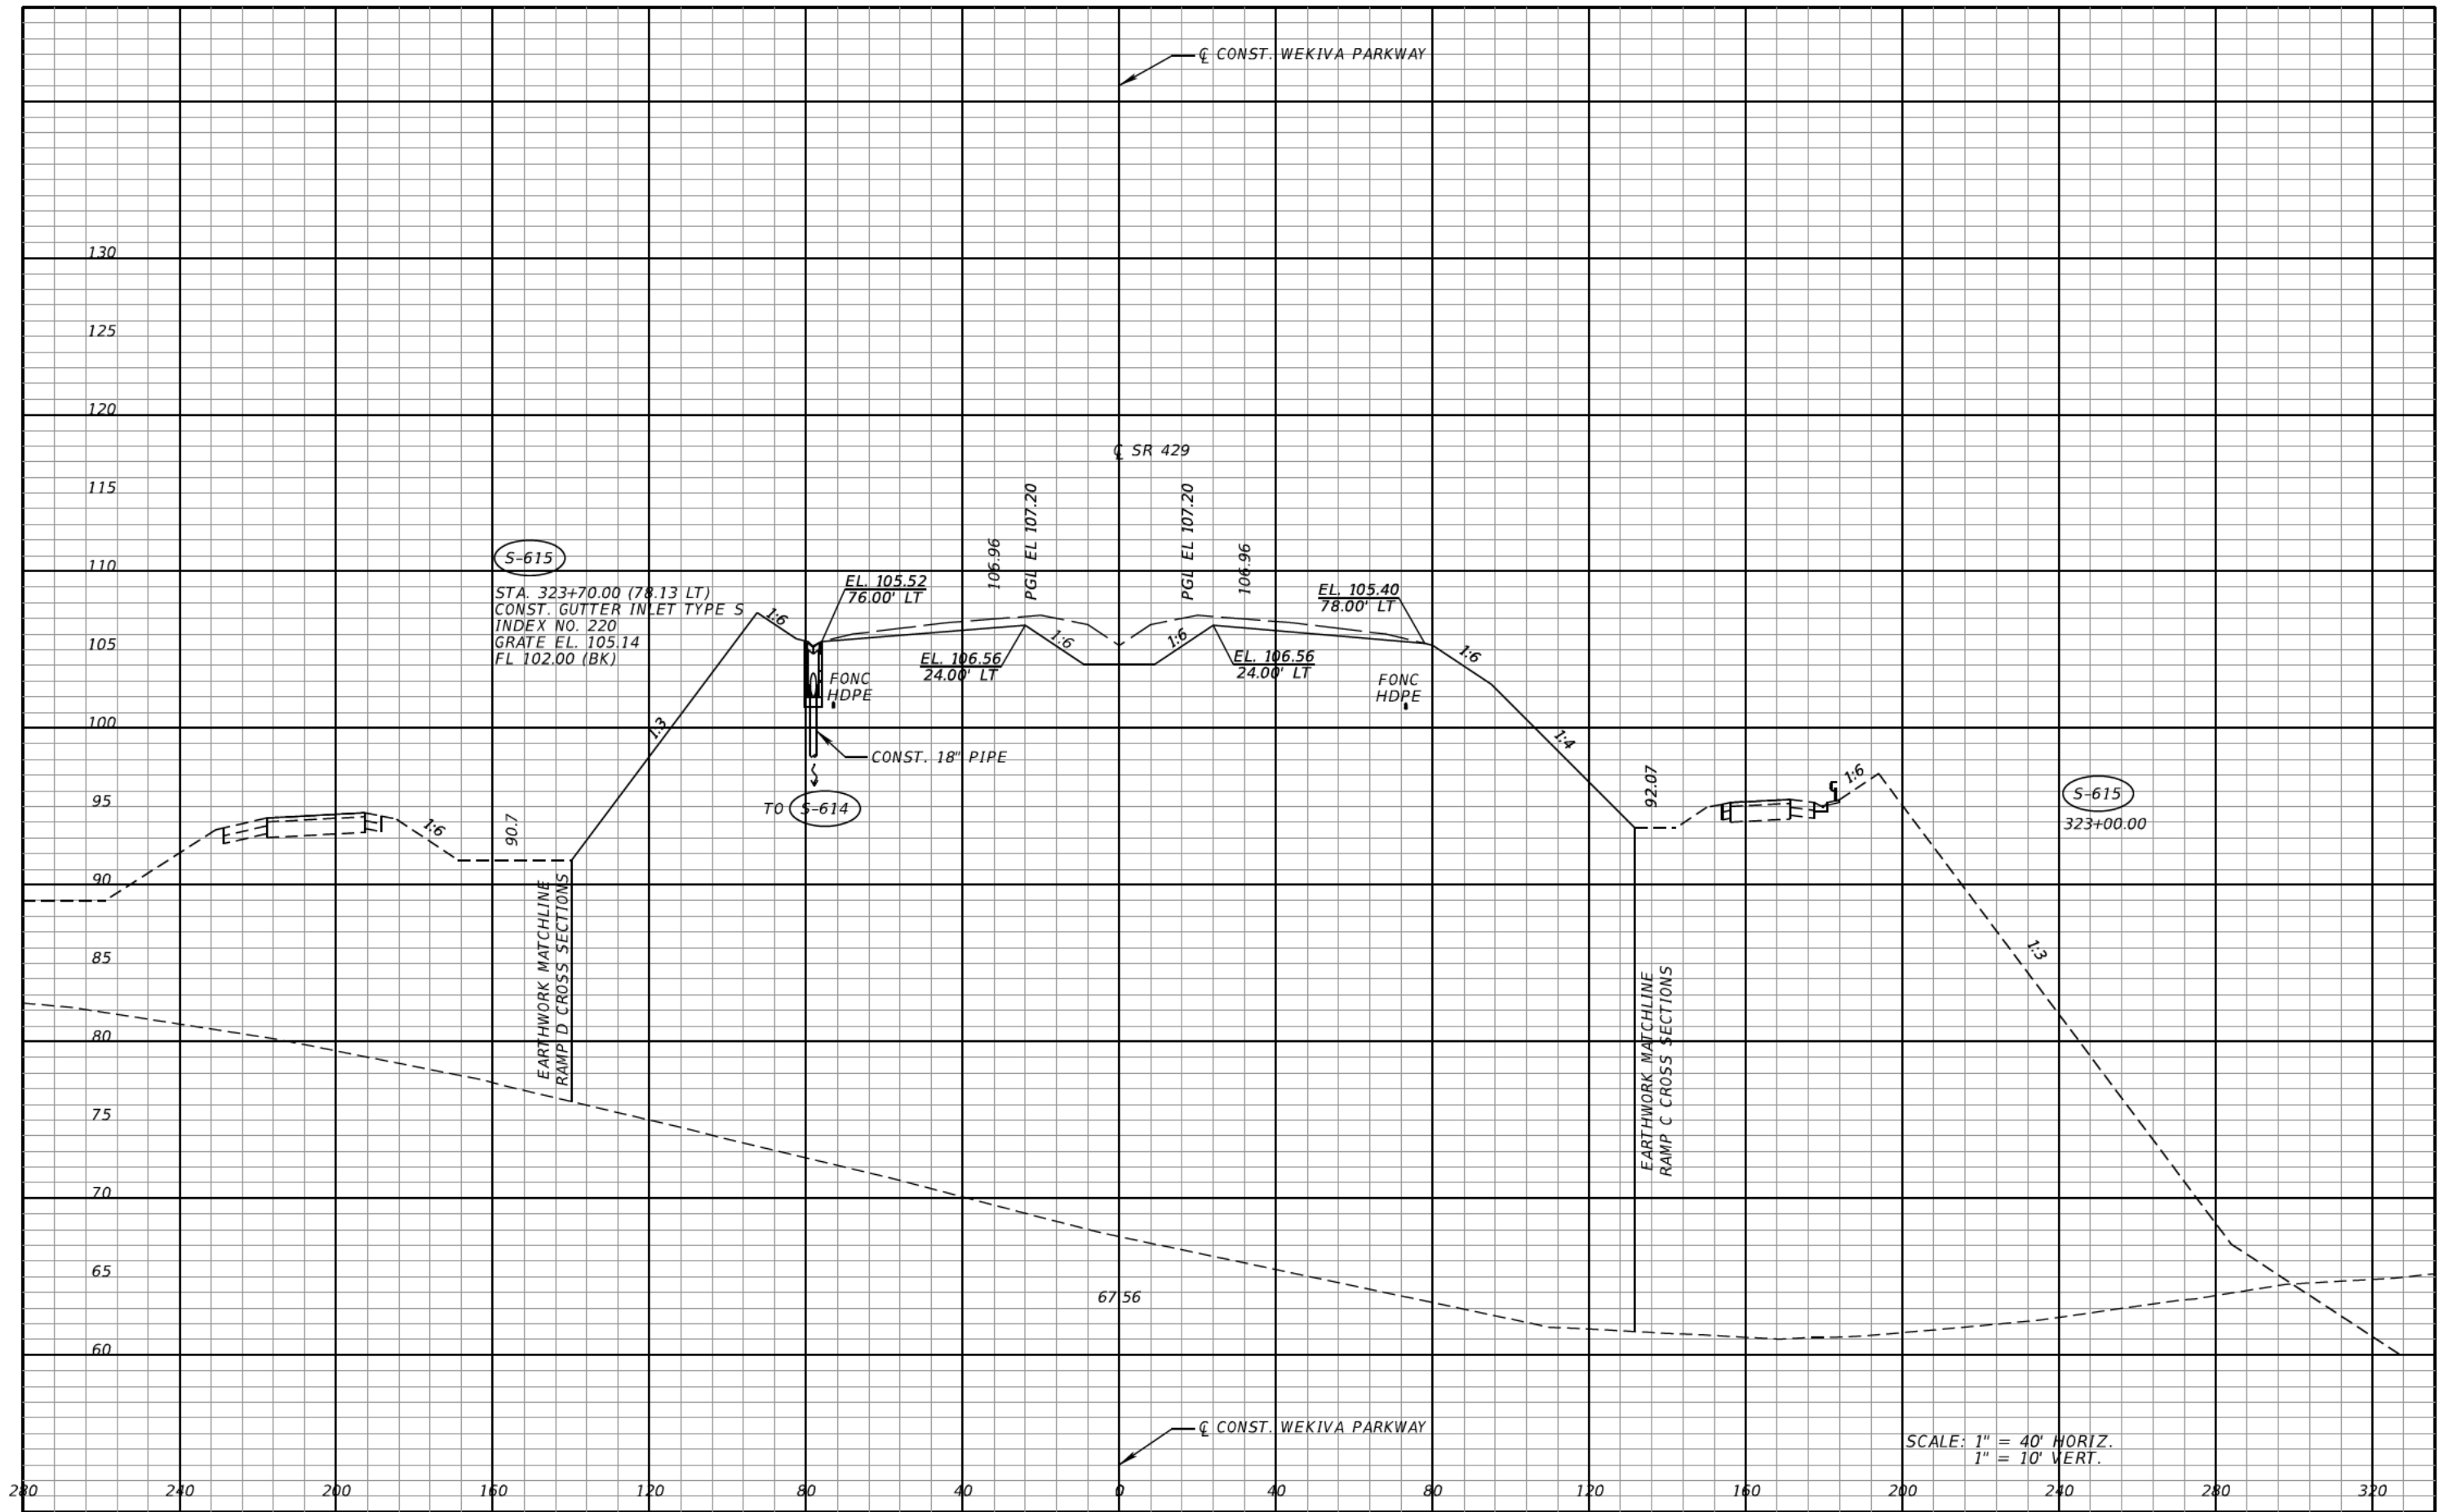 ℄ CONST. WEKIVA PARKWAY
130
125
120
℄ SR 429
115
PGL EL 107.20
PGL EL 107.20
106.96
106.96
110
S-615
STA. 323+70.00 (78.13 LT)
CONST. GUTTER INLET TYPE S
INDEX NO. 220
GRATE EL. 105.14
FL 102.00 (BK)
EL. 105.52
76.00' LT
EL. 105.40
78.00' LT
1:6
105
1:6
1:6
EL. 106.56
24.00' LT
EL. 106.56
24.00' LT
1:6
FONC
HDPE
FONC
HDPE
100
1:3
CONST. 18" PIPE
1:4
95
TO S-614
92.07
1:6
S-615
323+00.00
1:6
90.7
90
EARTHWORK MATCHLINE
RAMP D CROSS SECTIONS
85
1:3
EARTHWORK MATCHLINE
RAMP C CROSS SECTIONS
80
75
70
65
67.56
60
℄ CONST. WEKIVA PARKWAY
SCALE: 1" = 40' HORIZ.
1" = 10' VERT.
280 240 200 160 120 80 40 0 40 80 120 160 200 240 280 320